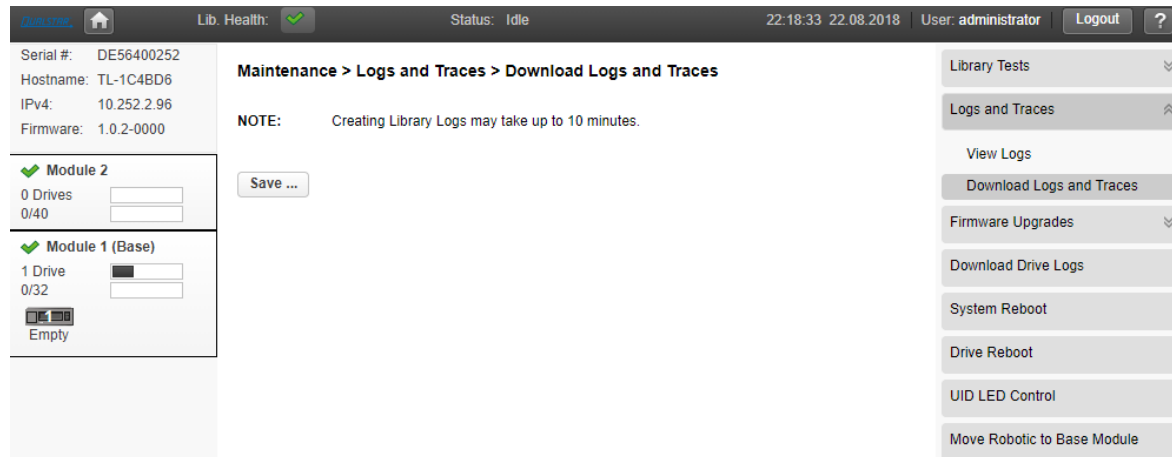 Lib. Health: Status: Idle 22:18:33 22.08.2018 User: administrator Logout ?
Serial #: DE56400252
Hostname: TL-1C4BD6
IPv4: 10.252.2.96
Firmware: 1.0.2-0000
Module 2
0 Drives
0/40
Module 1 (Base)
1 Drive
0/32
1
Empty
Maintenance > Logs and Traces > Download Logs and Traces
NOTE: Creating Library Logs may take up to 10 minutes.
Save ...
Library Tests
Logs and Traces
View Logs
Download Logs and Traces
Firmware Upgrades
Download Drive Logs
System Reboot
Drive Reboot
UID LED Control
Move Robotic to Base Module